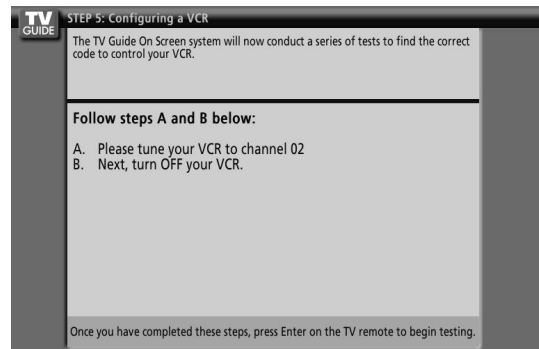 TV
GUIDE
STEP 5: Configuring a VCR
The TV Guide On Screen system will now conduct a series of tests to find the correct
code to control your VCR.
Follow steps A and B below:
A. Please tune your VCR to channel 02
B. Next, turn OFF your VCR.
Once you have completed these steps, press Enter on the TV remote to begin testing.